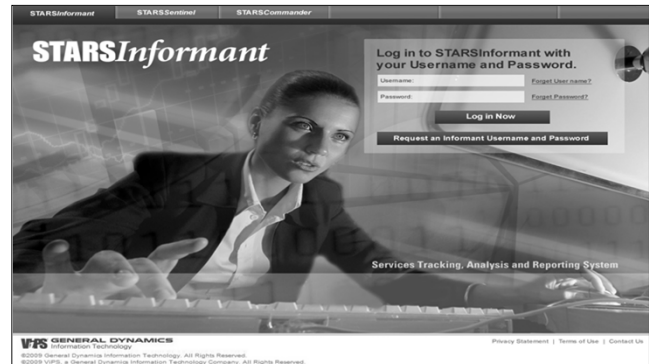 STARSInformant STARSSentinel STARSCommander
STARSInformant
Log in to STARSInformant with
your Username and Password.
Username: Forgot User name?
Password: Forgot Password?
Log in Now
Request an Informant Username and Password
Services Tracking, Analysis and Reporting System
ViPS GENERAL DYNAMICS
Information Technology
Privacy Statement | Terms of Use | Contact Us
©2009 General Dynamics Information Technology. All Rights Reserved.
©2009 ViPS, a General Dynamics Information Technology Company. All Rights Reserved.